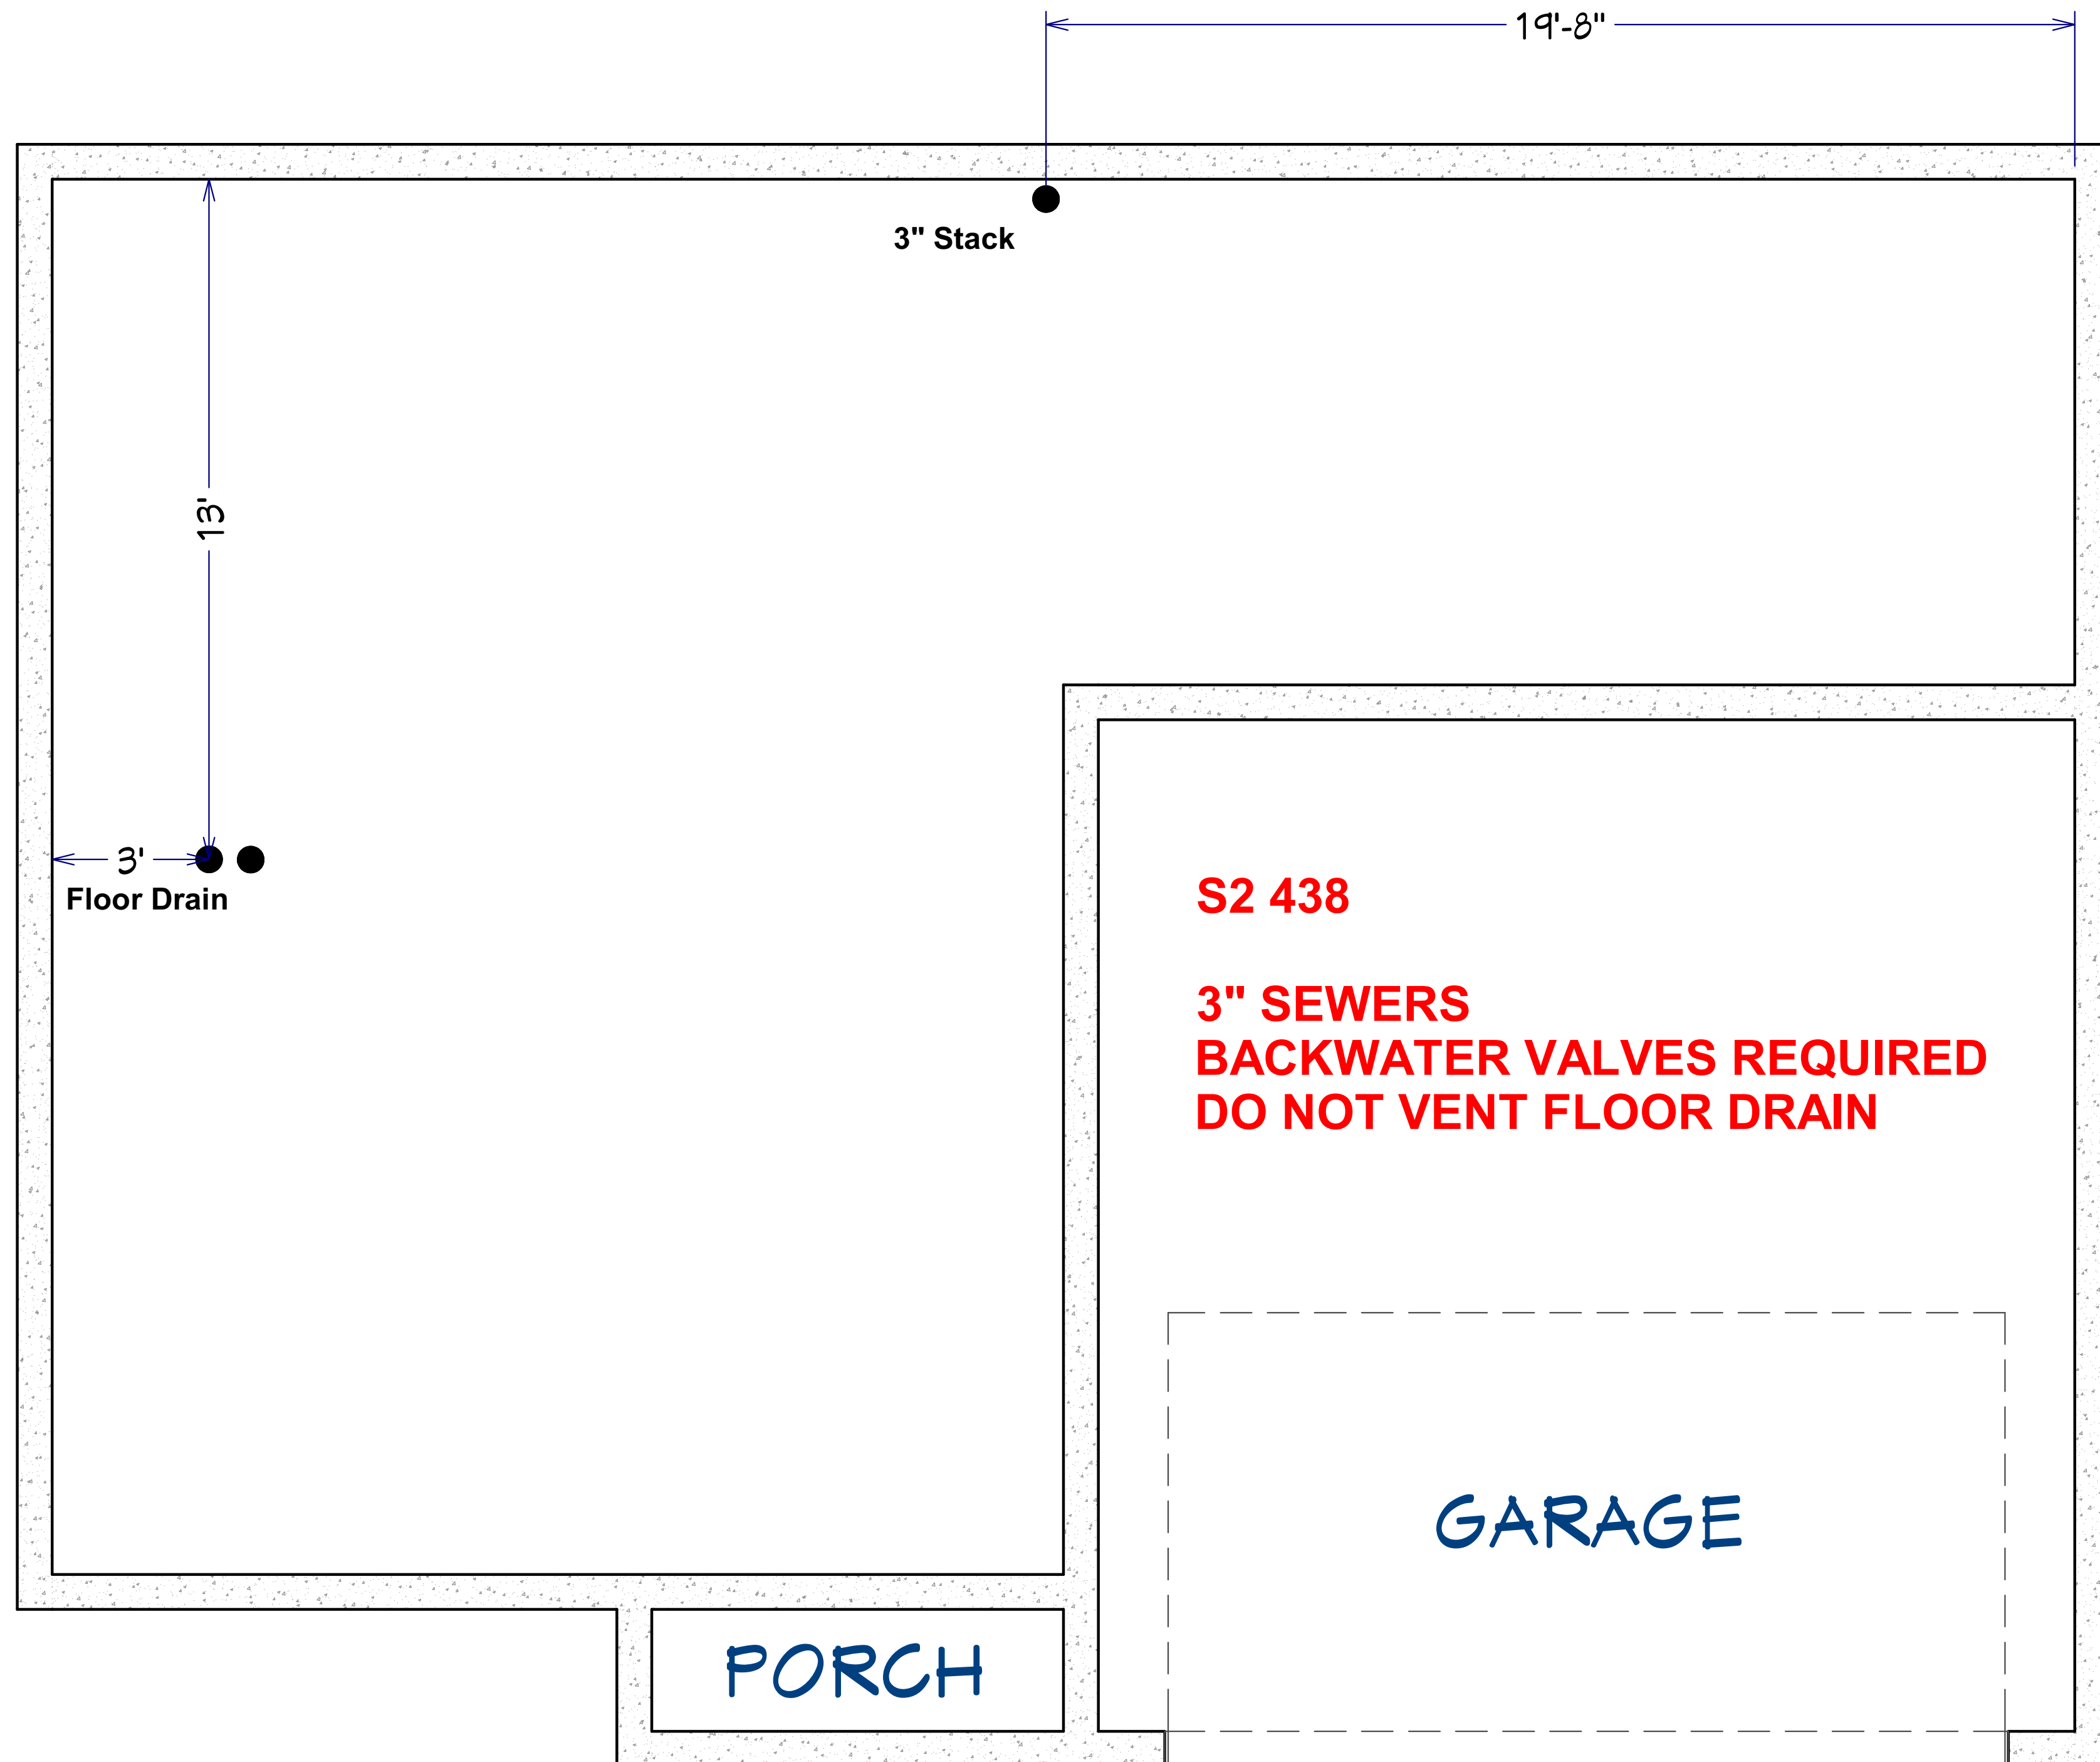 19'-8"
3" Stack
13'
3'
Floor Drain
S2 438
3" SEWERS
BACKWATER VALVES REQUIRED
DO NOT VENT FLOOR DRAIN
GARAGE
PORCH